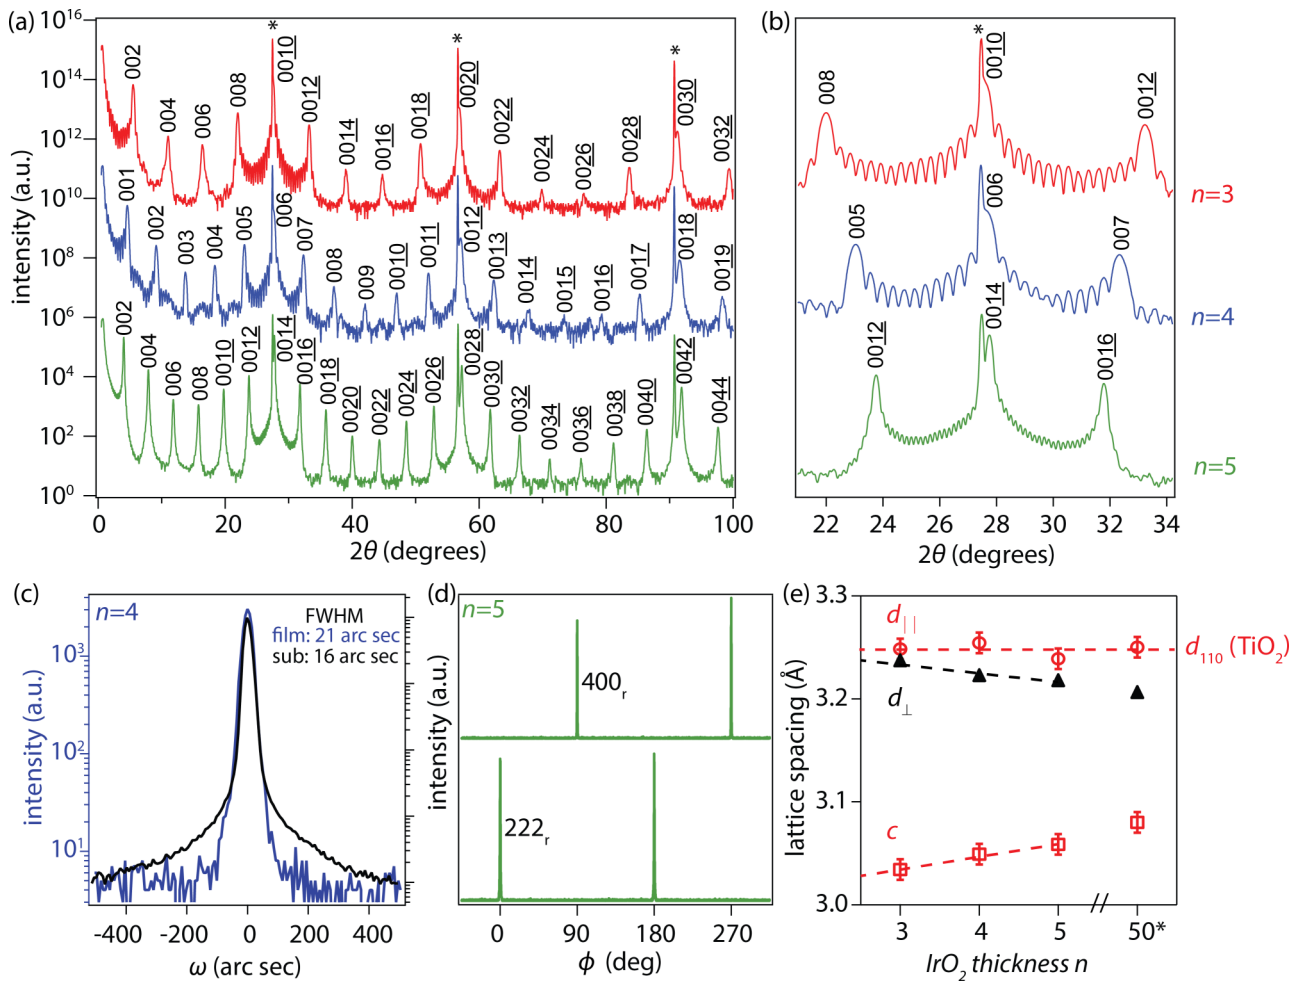 (a)
10^16
10^14
10^12
10^10
10^8
10^6
10^4
10^2
10^0
intensity (a.u.)
002
004
006
008
*
0010
0012
0014
0016
0018
*
0020
0022
0024
0026
0028
*
0030
0032
001
002
003
004
005
006
007
008
009
0010
0011
0012
0013
0014
0015
0016
0017
0018
0019
002
004
006
008
0010
0012
0014
0016
0018
0020
0022
0024
0026
0028
0030
0032
0034
0036
0038
0040
0042
0044
0 20 40 60 80 100
2θ (degrees)
(b)
008
*
0010
0012
n=3
005
006
007
n=4
0012
0014
0016
n=5
22 24 26 28 30 32 34
2θ (degrees)
(c)
n=4
FWHM
film: 21 arc sec
sub: 16 arc sec
10^3
10^2
10^1
intensity (a.u.)
-400 -200 0 200 400
ω (arc sec)
(d)
n=5
400r
222r
intensity (a.u.)
0 90 180 270
ϕ (deg)
(e)
3.3
3.2
3.1
3.0
lattice spacing (Å)
d||
d110 (TiO2)
d⊥
c
3 4 5 50*
IrO2 thickness n